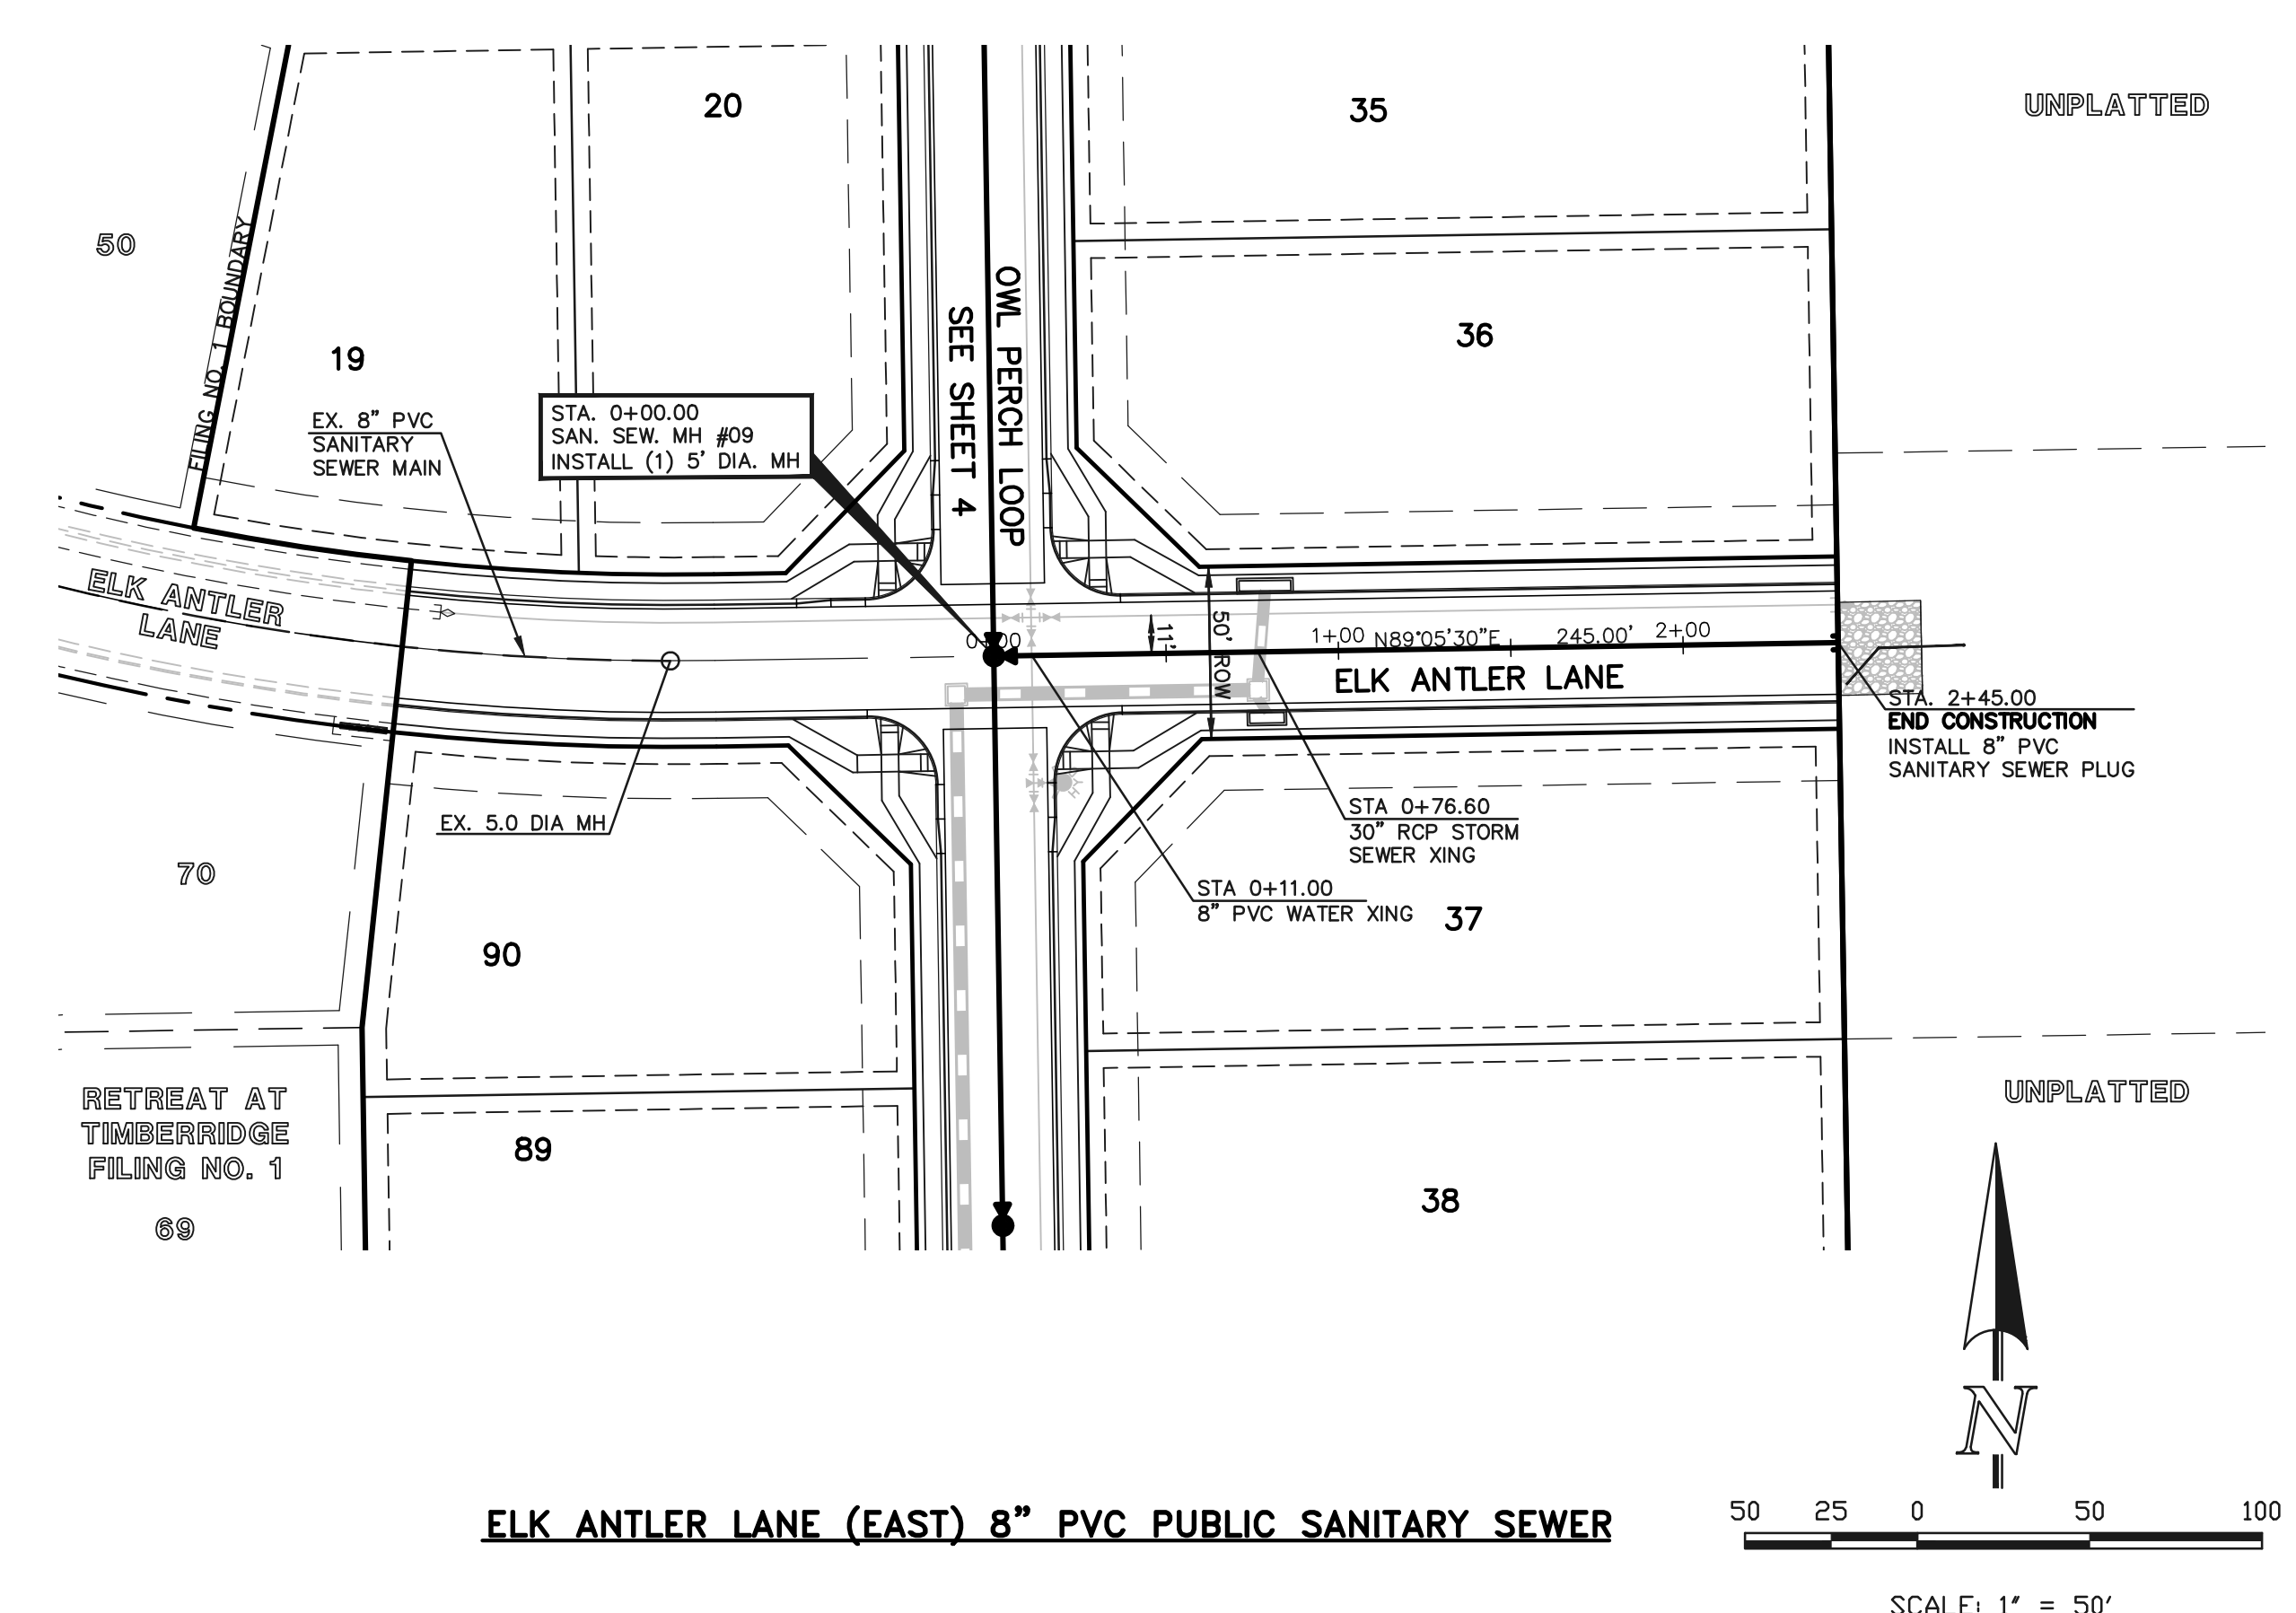 20
35
UNPLATTED
50
FILING NO. 1 BOUNDARY
19
36
OWL PERCH LOOP
SEE SHEET 4
EX. 8" PVC
SANITARY
SEWER MAIN
STA. 0+00.00
SAN. SEW. MH #09
INSTALL (1) 5' DIA. MH
ELK ANTLER
LANE
0+00
11'
50' ROW
1+00
N89°05'30"E
245.00'
2+00
ELK ANTLER LANE
STA. 2+45.00
END CONSTRUCTION
INSTALL 8" PVC
SANITARY SEWER PLUG
EX. 5.0 DIA MH
STA 0+76.60
30" RCP STORM
SEWER XING
STA 0+11.00
8" PVC WATER XING
37
70
90
RETREAT AT
TIMBERRIDGE
FILING NO. 1
69
89
38
UNPLATTED
N
ELK ANTLER LANE (EAST) 8" PVC PUBLIC SANITARY SEWER
50 25 0 50 100
SCALE: 1" = 50'